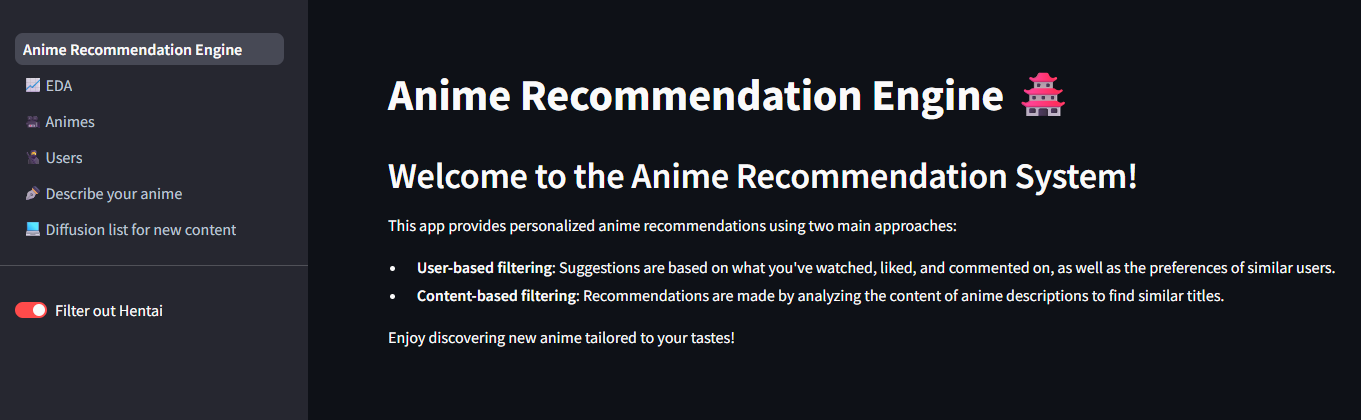 Anime Recommendation Engine
EDA
Animes
Users
Describe your anime
Diffusion list for new content
Filter out Hentai
Anime Recommendation Engine
Welcome to the Anime Recommendation System!
This app provides personalized anime recommendations using two main approaches:
User-based filtering: Suggestions are based on what you've watched, liked, and commented on, as well as the preferences of similar users.
Content-based filtering: Recommendations are made by analyzing the content of anime descriptions to find similar titles.
Enjoy discovering new anime tailored to your tastes!